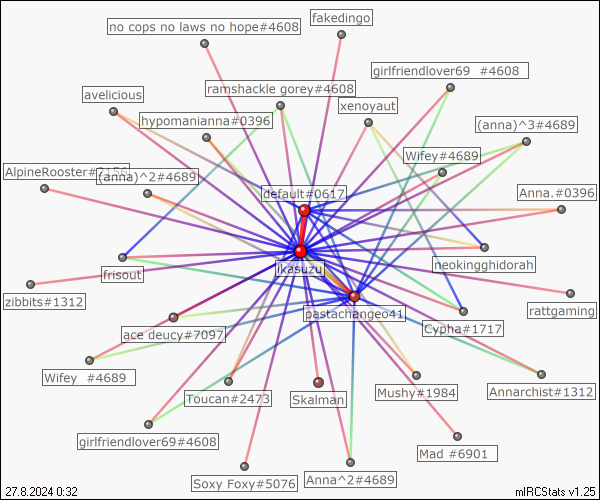 no cops no laws no hope#4608
fakedingo
girlfriendlover69 #4608
avelicious
ramshackle gorey#4608
xenoyaut
hypomanianna#0396
(anna)^3#4689
Wifey#4689
AlpineRooster#
(anna)^2#4689
default#0617
Anna.#0396
frisout
ikasuzu
neokingghidorah
zibbits#1312
pastachangeo41
rattgaming
ace deucy#7097
Cypha#1717
Wifey #4689
Toucan#2473
Skalman
Mushy#1984
Annarchist#1312
girlfriendlover69#4608
Mad #6901
Soxy Foxy#5076
Anna^2#4689
27.8.2024 0:32
mIRCStats v1.25